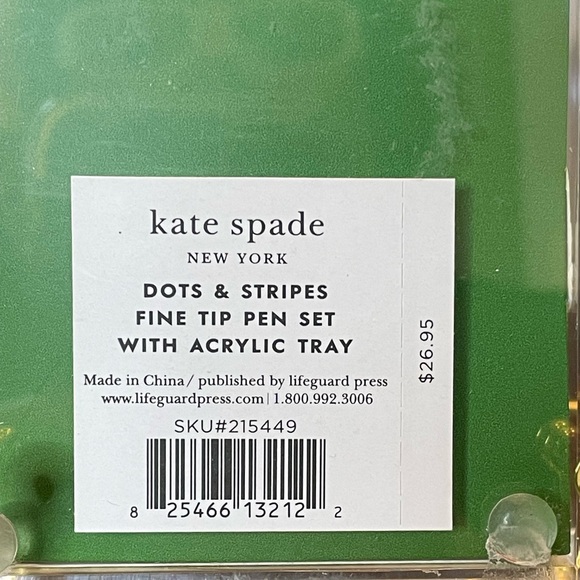 kate spade
NEW YORK
DOTS & STRIPES
FINE TIP PEN SET
WITH ACRYLIC TRAY
Made in China/ published by lifeguard press
www.lifeguardpress.com | 1.800.992.3006
SKU#215449
8 25466 13212 2
$26.95